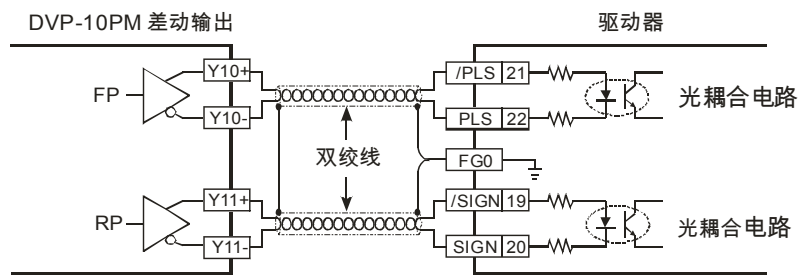 DVP-10PM 差动输出
驱动器
FP
Y10+
Y10-
/PLS 21
PLS 22
光耦合电路
双绞线
FG0
RP
Y11+
Y11-
/SIGN 19
SIGN 20
光耦合电路